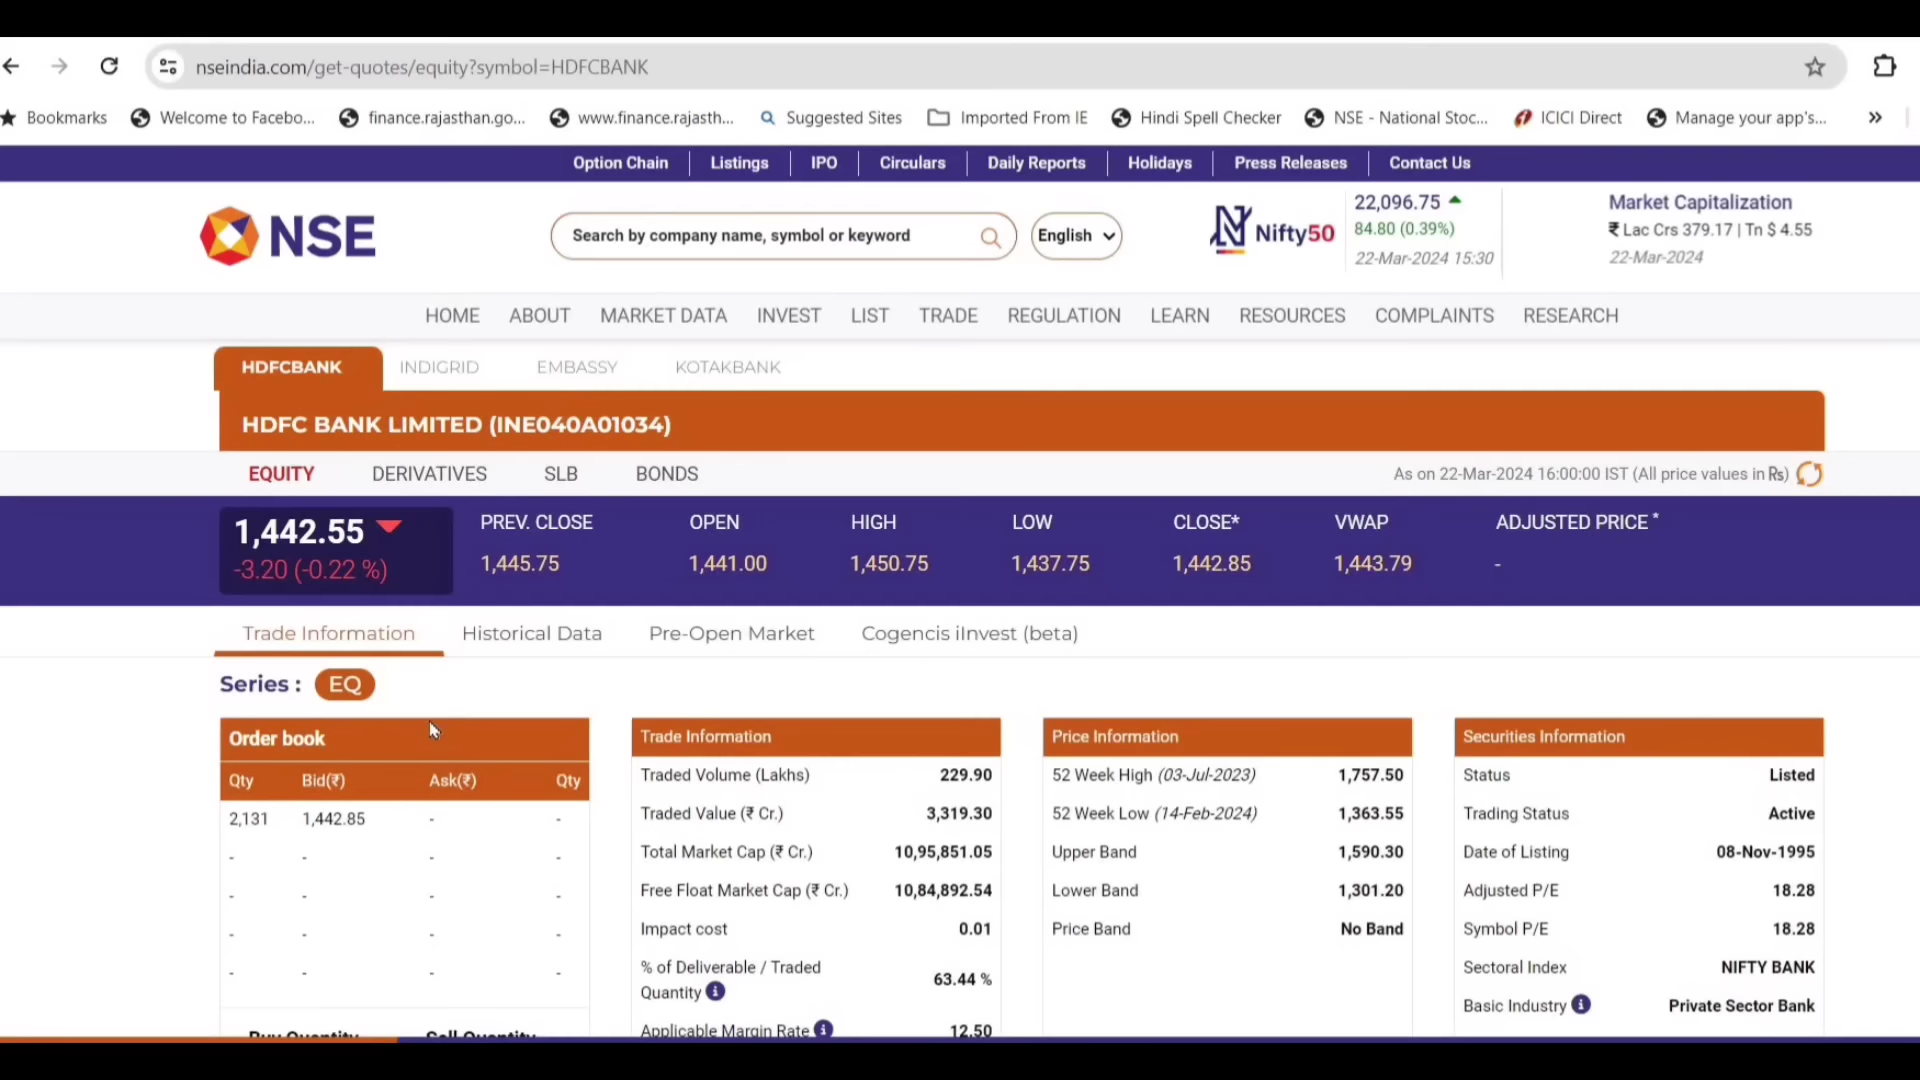 nseindia.com/get-quotes/equity?symbol=HDFCBANK
Bookmarks Welcome to Facebo... finance.rajasthan.go... www.finance.rajasth... Suggested Sites Imported From IE Hindi Spell Checker NSE - National Stoc... ICICI Direct Manage your app's... »
Option Chain Listings IPO Circulars Daily Reports Holidays Press Releases Contact Us
NSE
Search by company name, symbol or keyword
English
Nifty50
22,096.75
84.80 (0.39%)
22-Mar-2024 15:30
Market Capitalization
₹ Lac Crs 379.17 | Tn $ 4.55
22-Mar-2024
HOME ABOUT MARKET DATA INVEST LIST TRADE REGULATION LEARN RESOURCES COMPLAINTS RESEARCH
HDFCBANK INDIGRID EMBASSY KOTAKBANK
HDFC BANK LIMITED (INE040A01034)
EQUITY DERIVATIVES SLB BONDS
As on 22-Mar-2024 16:00:00 IST (All price values in Rs)
1,442.55
-3.20 (-0.22 %)
PREV. CLOSE OPEN HIGH LOW CLOSE* VWAP ADJUSTED PRICE *
1,445.75 1,441.00 1,450.75 1,437.75 1,442.85 1,443.79 -
Trade Information Historical Data Pre-Open Market Cogencis iInvest (beta)
Series : EQ
Order book
Qty Bid(₹) Ask(₹) Qty
2,131 1,442.85 - -
- - - -
- - - -
- - - -
- - - -
Buy Quantity Sell Quantity
Trade Information
Traded Volume (Lakhs) 229.90
Traded Value (₹ Cr.) 3,319.30
Total Market Cap (₹ Cr.) 10,95,851.05
Free Float Market Cap (₹ Cr.) 10,84,892.54
Impact cost 0.01
% of Deliverable / Traded
Quantity 63.44 %
Applicable Margin Rate 12.50
Price Information
52 Week High (03-Jul-2023) 1,757.50
52 Week Low (14-Feb-2024) 1,363.55
Upper Band 1,590.30
Lower Band 1,301.20
Price Band No Band
Securities Information
Status Listed
Trading Status Active
Date of Listing 08-Nov-1995
Adjusted P/E 18.28
Symbol P/E 18.28
Sectoral Index NIFTY BANK
Basic Industry Private Sector Bank